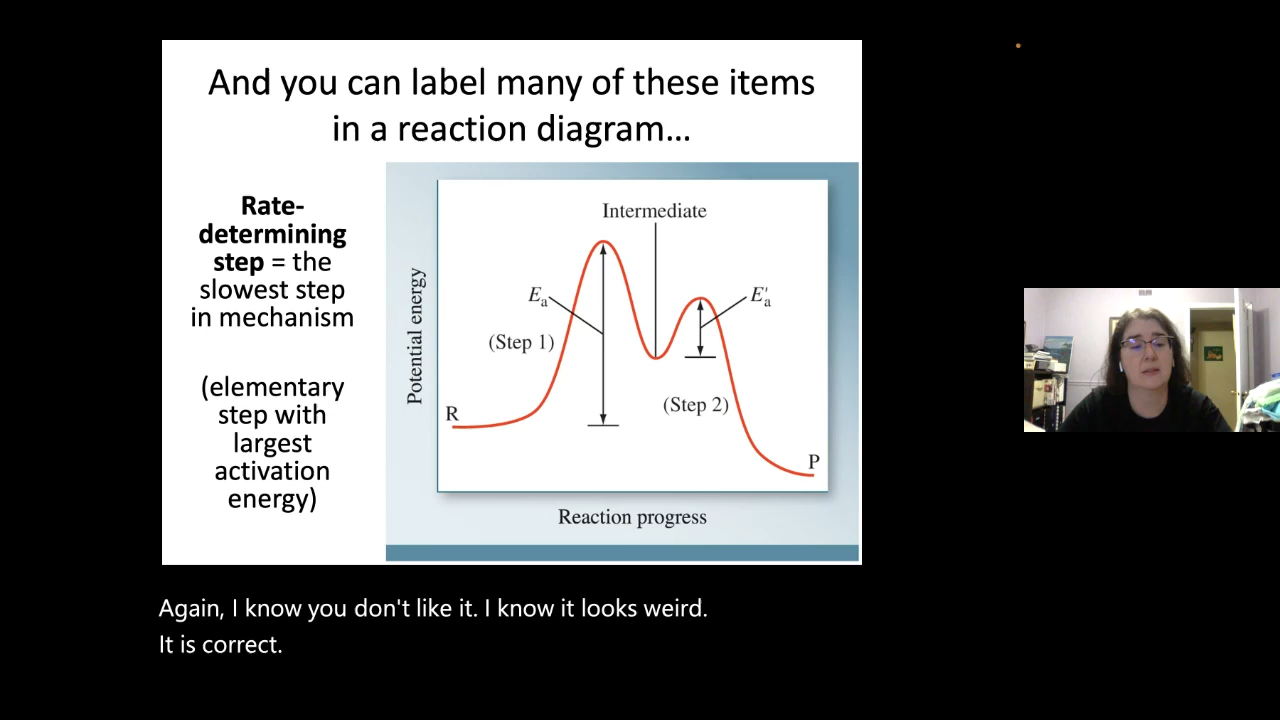 And you can label many of these items
in a reaction diagram…
Rate-
determining
step = the
slowest step
in mechanism
(elementary
step with
largest
activation
energy)
Potential energy
Intermediate
Ea
(Step 1)
E'a
(Step 2)
R
P
Reaction progress
Again, I know you don't like it. I know it looks weird.
It is correct.